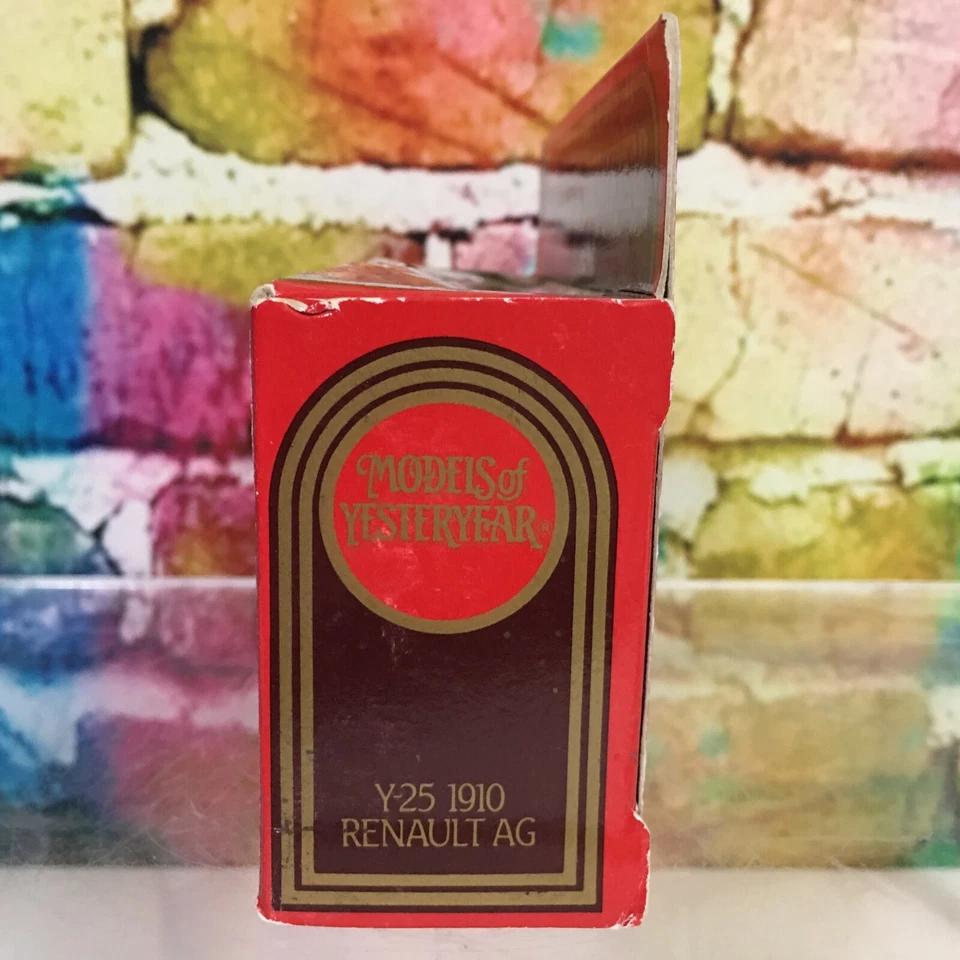 MODELS of
YESTERYEAR®
Y-25 1910
RENAULT AG